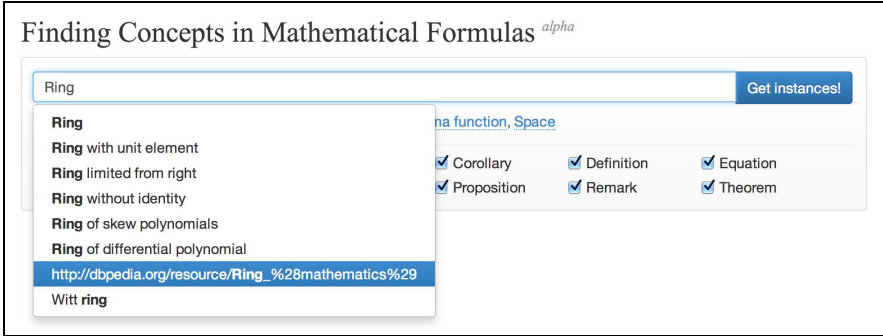 Finding Concepts in Mathematical Formulas alpha
Ring
Get instances!
Ring
ma function, Space
Ring with unit element
Ring limited from right
Corollary
Definition
Equation
Ring without identity
Proposition
Remark
Theorem
Ring of skew polynomials
Ring of differential polynomial
http://dbpedia.org/resource/Ring_%28mathematics%29
Witt ring